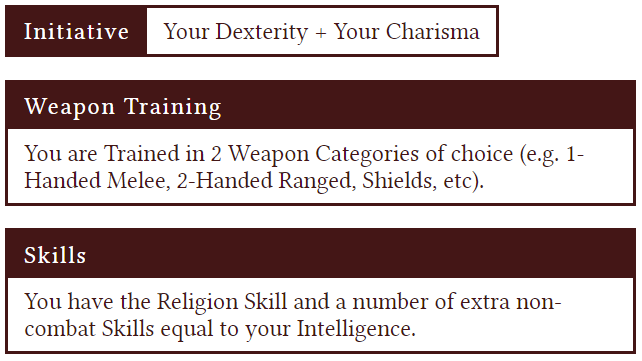 Initiative Your Dexterity + Your Charisma
Weapon Training
You are Trained in 2 Weapon Categories of choice (e.g. 1-
Handed Melee, 2-Handed Ranged, Shields, etc).
Skills
You have the Religion Skill and a number of extra non-
combat Skills equal to your Intelligence.